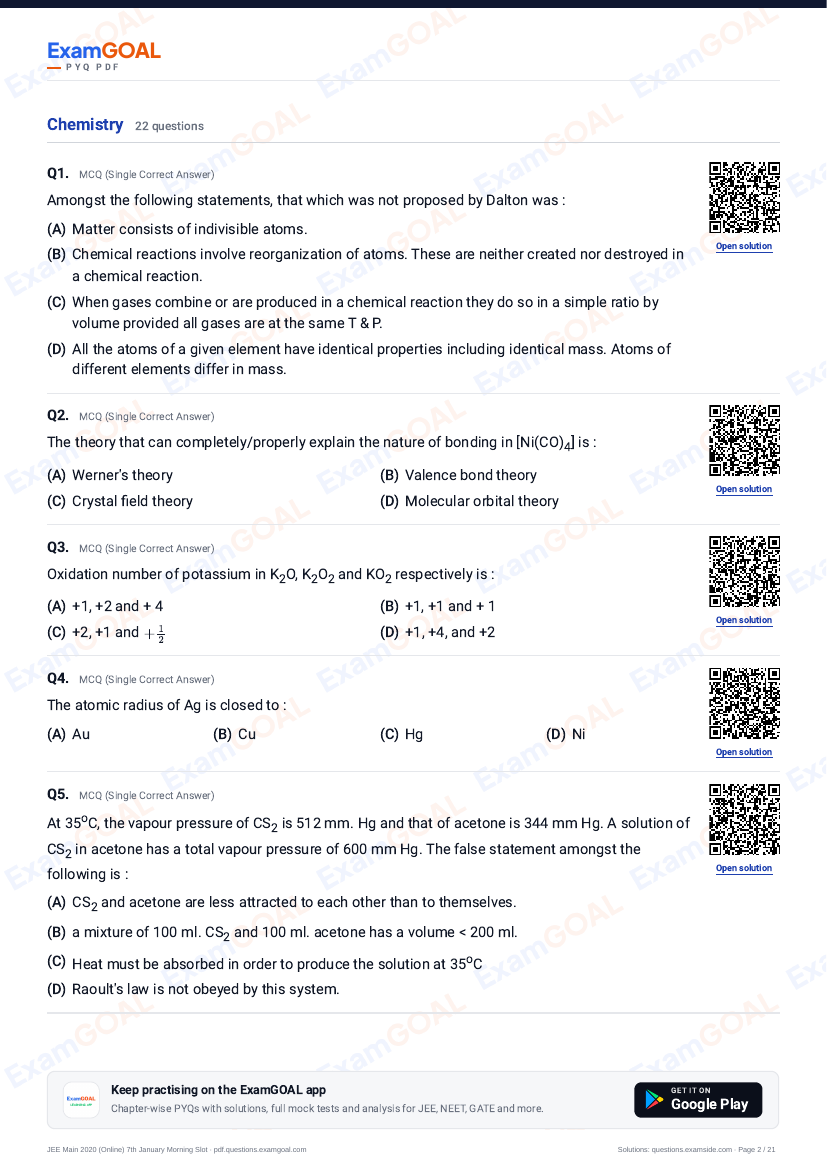 ExamGOAL
PYQ PDF
Chemistry 22 questions
Q1. MCQ (Single Correct Answer)
Amongst the following statements, that which was not proposed by Dalton was :
(A) Matter consists of indivisible atoms.
(B) Chemical reactions involve reorganization of atoms. These are neither created nor destroyed in
a chemical reaction.
(C) When gases combine or are produced in a chemical reaction they do so in a simple ratio by
volume provided all gases are at the same T & P.
(D) All the atoms of a given element have identical properties including identical mass. Atoms of
different elements differ in mass.
Open solution
Q2. MCQ (Single Correct Answer)
The theory that can completely/properly explain the nature of bonding in [Ni(CO)4] is :
(A) Werner's theory (B) Valence bond theory
(C) Crystal field theory (D) Molecular orbital theory
Open solution
Q3. MCQ (Single Correct Answer)
Oxidation number of potassium in K2O, K2O2 and KO2 respectively is :
(A) +1, +2 and + 4 (B) +1, +1 and + 1
(C) +2, +1 and +1/2 (D) +1, +4, and +2
Open solution
Q4. MCQ (Single Correct Answer)
The atomic radius of Ag is closed to :
(A) Au (B) Cu (C) Hg (D) Ni
Open solution
Q5. MCQ (Single Correct Answer)
At 35oC, the vapour pressure of CS2 is 512 mm. Hg and that of acetone is 344 mm Hg. A solution of
CS2 in acetone has a total vapour pressure of 600 mm Hg. The false statement amongst the
following is :
(A) CS2 and acetone are less attracted to each other than to themselves.
(B) a mixture of 100 ml. CS2 and 100 ml. acetone has a volume < 200 ml.
(C) Heat must be absorbed in order to produce the solution at 35oC
(D) Raoult's law is not obeyed by this system.
Open solution
ExamGOAL
Keep practising on the ExamGOAL app
Chapter-wise PYQs with solutions, full mock tests and analysis for JEE, NEET, GATE and more.
GET IT ON
Google Play
JEE Main 2020 (Online) 7th January Morning Slot · pdf.questions.examgoal.com
Solutions: questions.examside.com · Page 2 / 21